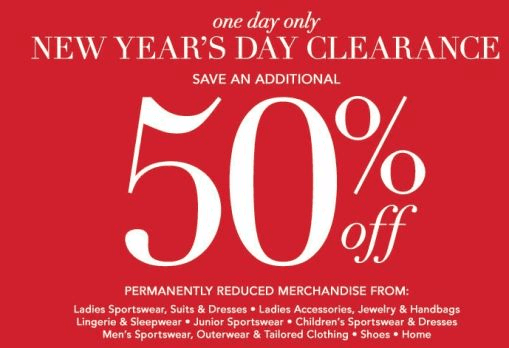 one day only
NEW YEAR'S DAY CLEARANCE
SAVE AN ADDITIONAL
50% off
PERMANENTLY REDUCED MERCHANDISE FROM:
Ladies Sportswear, Suits & Dresses • Ladies Accessories, Jewelry & Handbags
Lingerie & Sleepwear • Junior Sportswear • Children's Sportswear & Dresses
Men's Sportswear, Outerwear & Tailored Clothing • Shoes • Home